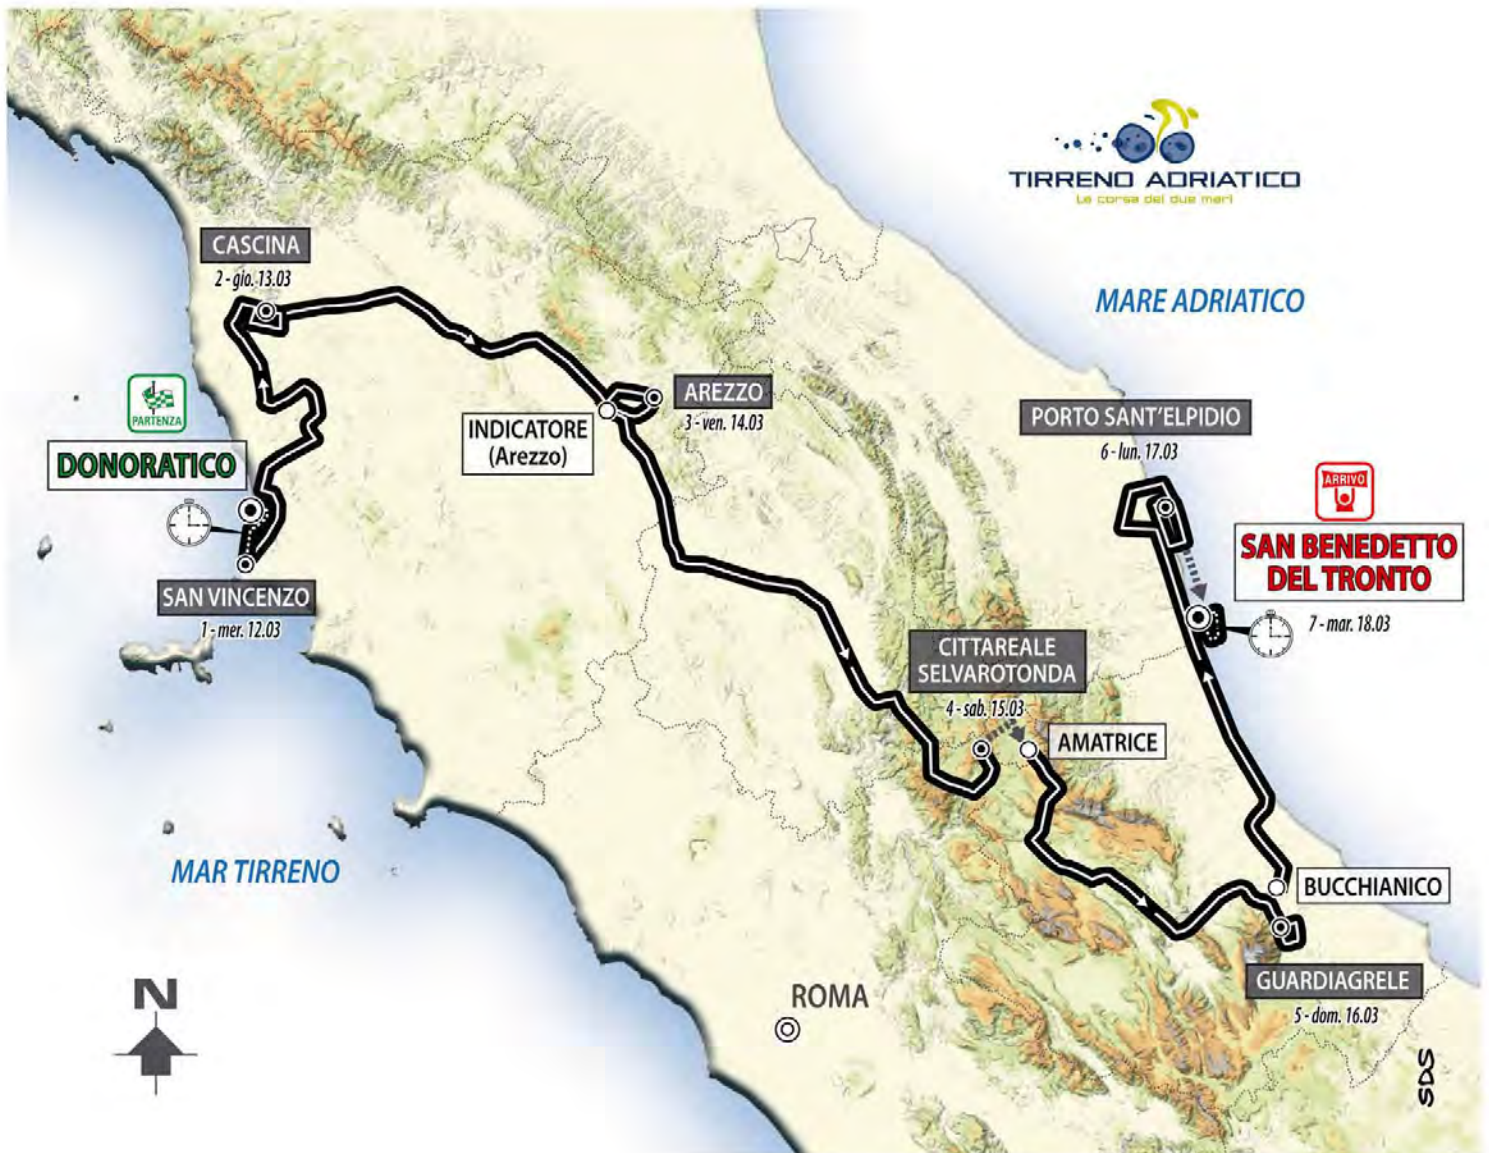 TIRRENO ADRIATICO
La corsa dei due mari
CASCINA
2 - gio. 13.03
MARE ADRIATICO
PARTENZA
DONORATICO
AREZZO
3 - ven. 14.03
INDICATORE
(Arezzo)
PORTO SANT'ELPIDIO
6 - lun. 17.03
ARRIVO
SAN BENEDETTO
DEL TRONTO
7 - mar. 18.03
SAN VINCENZO
1 - mer. 12.03
CITTAREALE
SELVAROTONDA
4 - sab. 15.03
AMATRICE
MAR TIRRENO
BUCCHIANICO
GUARDIAGRELE
5 - dom. 16.03
ROMA
N
SDS